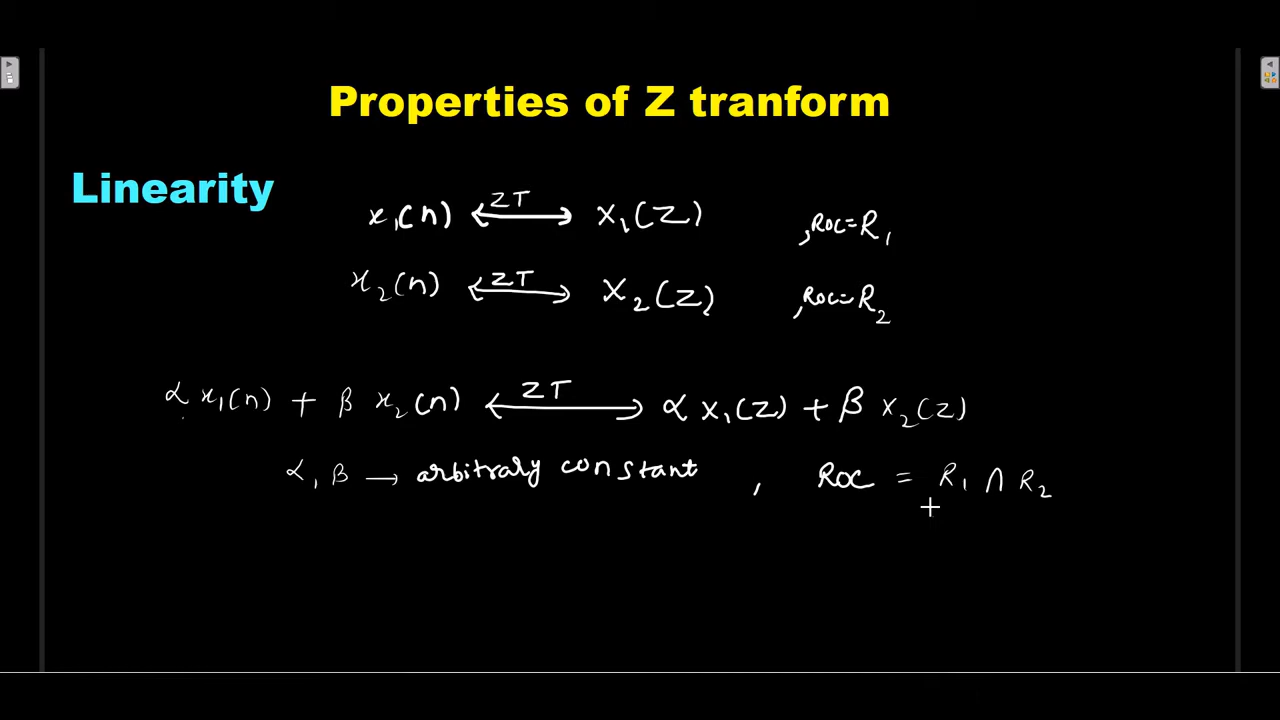 Properties of Z tranform
Linearity
x₁(n) ⟷ZT X₁(Z) , ROC = R₁
x₂(n) ⟷ZT X₂(Z) , ROC = R₂
α x₁(n) + β x₂(n) ⟷ZT α X₁(Z) + β X₂(Z)
α, β → arbitrary constant , ROC = R₁ ∩ R₂